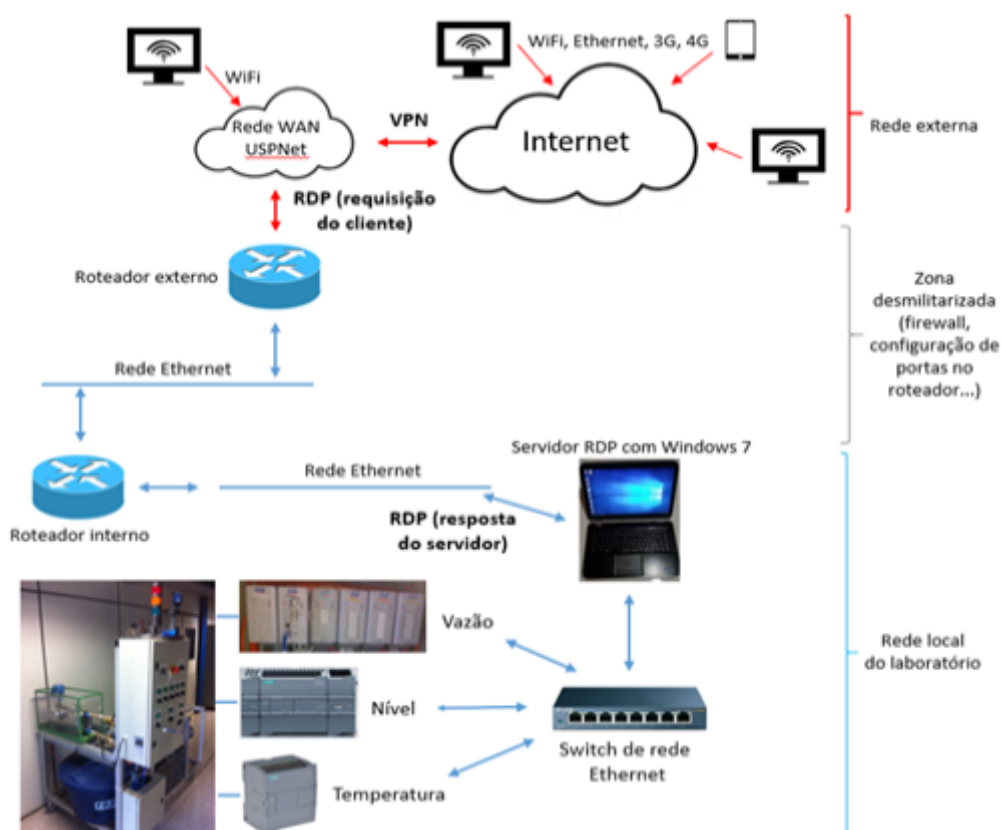 WiFi
WiFi, Ethernet, 3G, 4G
Rede WAN
USPNet
VPN
Internet
Rede externa
RDP (requisição
do cliente)
Roteador externo
Zona
desmilitarizada
(firewall,
configuração de
portas no
roteador...)
Rede Ethernet
Servidor RDP com Windows 7
Rede Ethernet
Roteador interno
RDP (resposta
do servidor)
Vazão
Rede local
do laboratório
Nível
Switch de rede
Ethernet
Temperatura